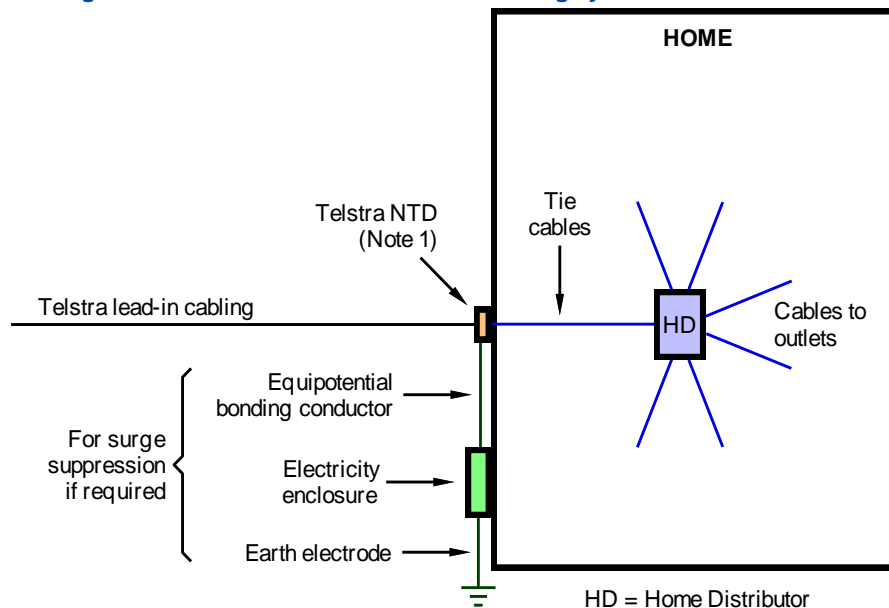 HOME
Telstra NTD
(Note 1)
Tie
cables
Telstra lead-in cabling
HD
Cables to
outlets
Equipotential
bonding conductor
For surge
suppression
if required
Electricity
enclosure
Earth electrode
HD = Home Distributor